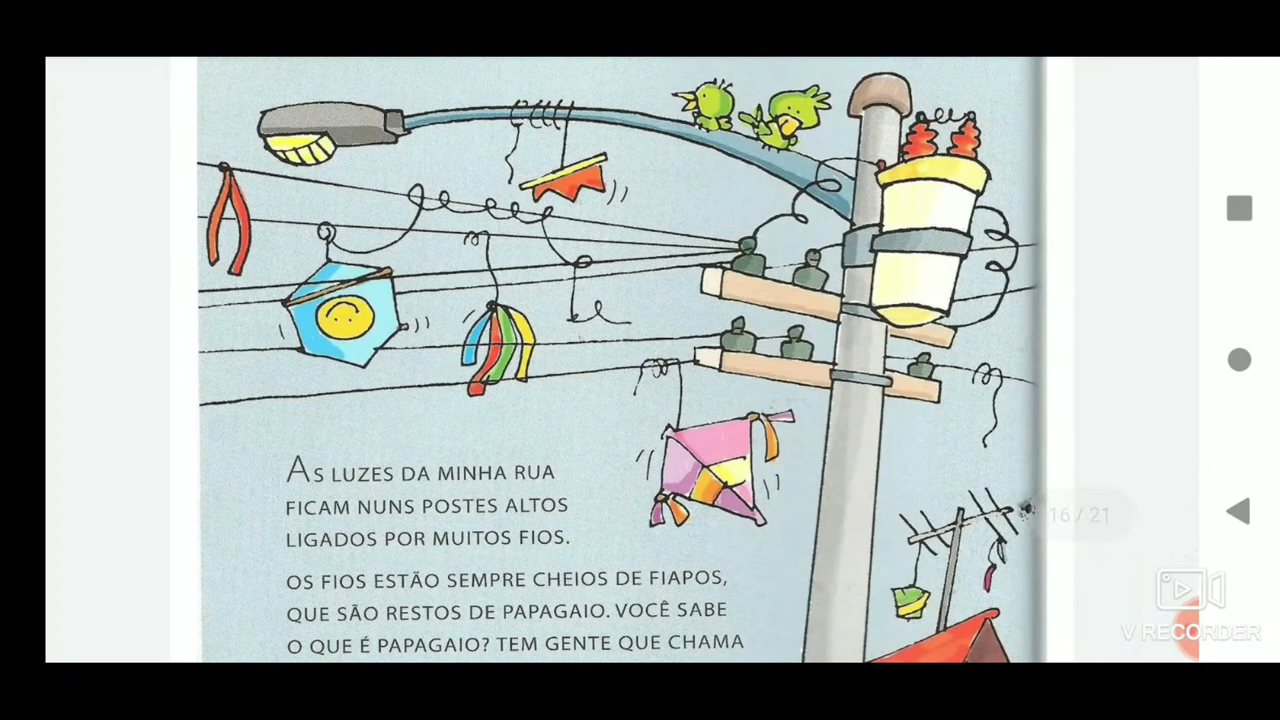 AS LUZES DA MINHA RUA
FICAM NUNS POSTES ALTOS
LIGADOS POR MUITOS FIOS.
OS FIOS ESTÃO SEMPRE CHEIOS DE FIAPOS,
QUE SÃO RESTOS DE PAPAGAIO. VOCÊ SABE
O QUE É PAPAGAIO? TEM GENTE QUE CHAMA
16 / 21
V RECORDER